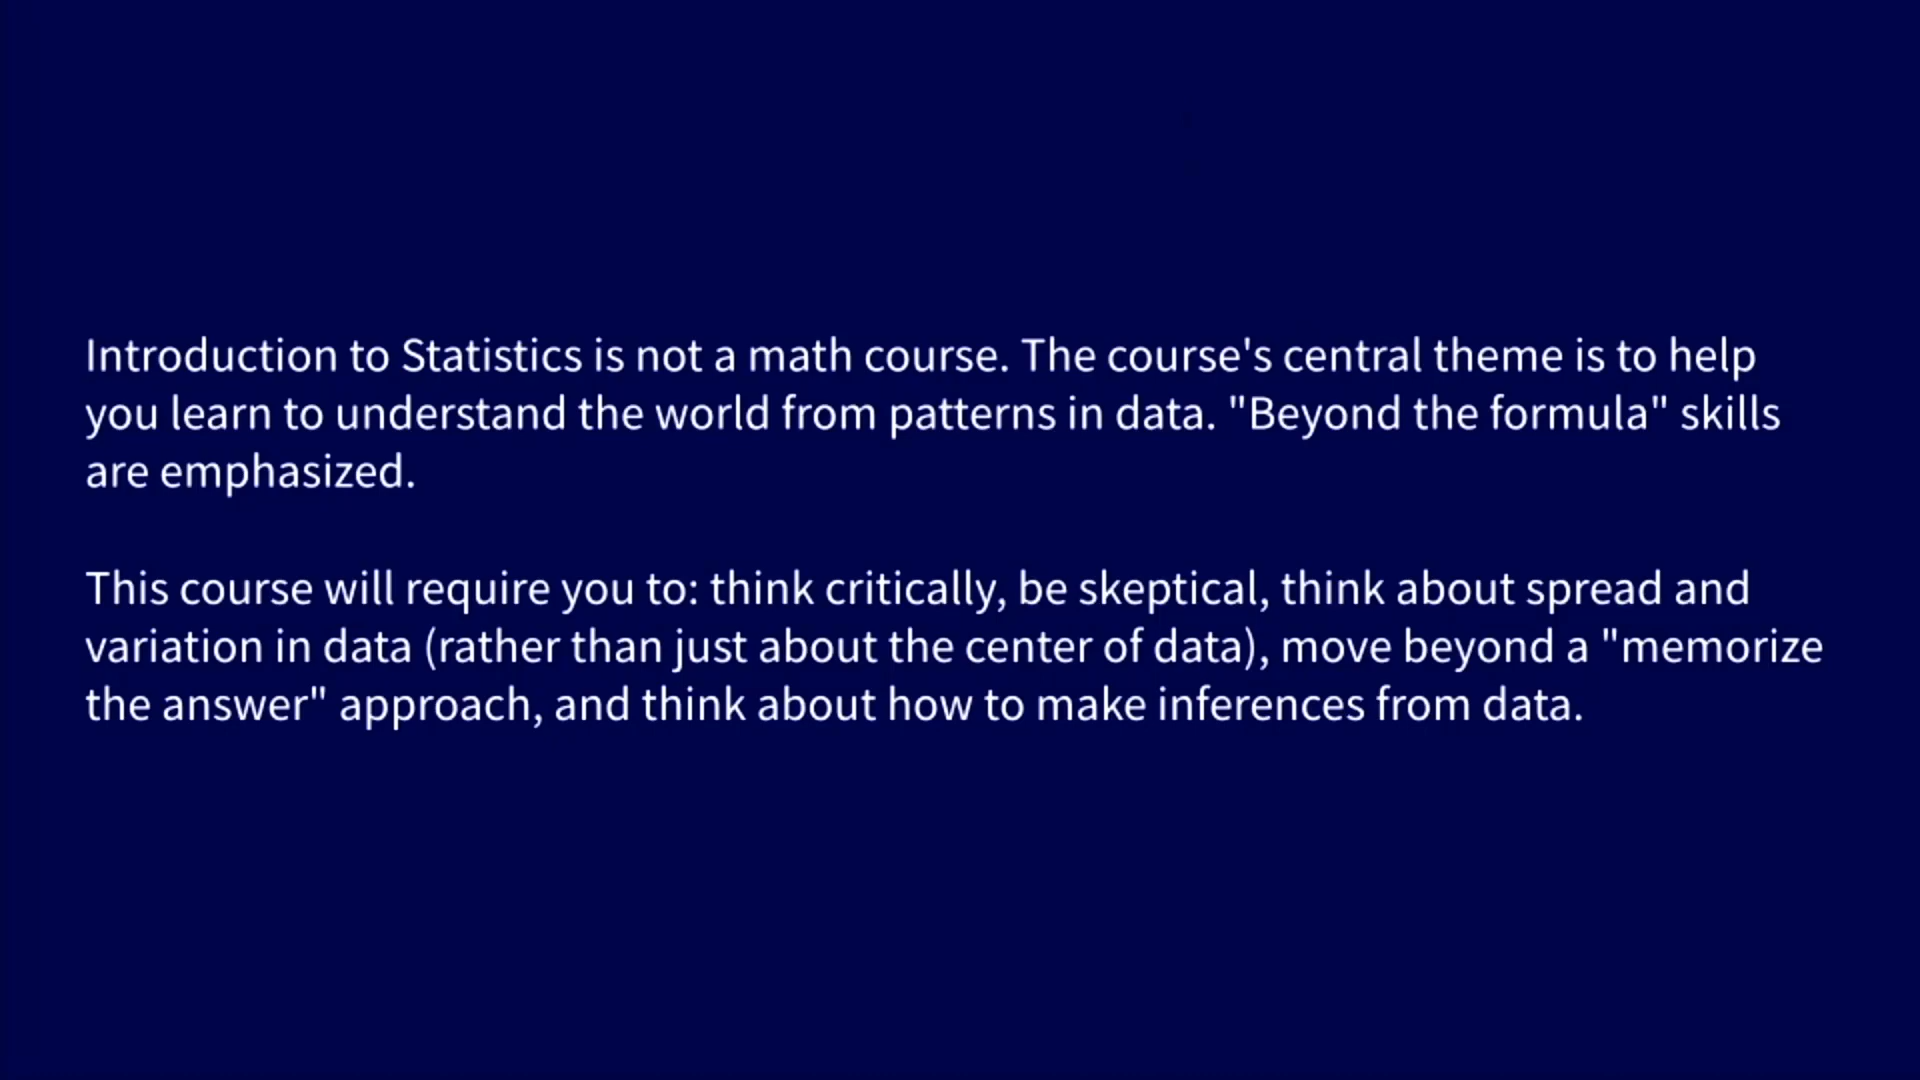 Introduction to Statistics is not a math course. The course's central theme is to help
you learn to understand the world from patterns in data. "Beyond the formula" skills
are emphasized.
This course will require you to: think critically, be skeptical, think about spread and
variation in data (rather than just about the center of data), move beyond a "memorize
the answer" approach, and think about how to make inferences from data.